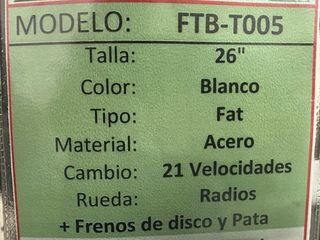 MODELO: FTB-T005
Talla: 26"
Color: Blanco
Tipo: Fat
Material: Acero
Cambio: 21 Velocidades
Rueda: Radios
+ Frenos de disco y Pata